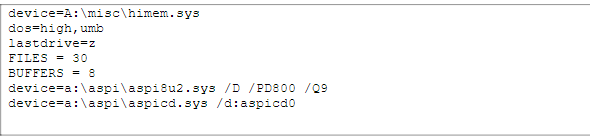 device=A:\misc\himem.sys
dos=high,umb
lastdrive=z
FILES = 30
BUFFERS = 8
device=a:\aspi\aspi8u2.sys /D /PD800 /Q9
device=a:\aspi\aspicd.sys /d:aspicd0